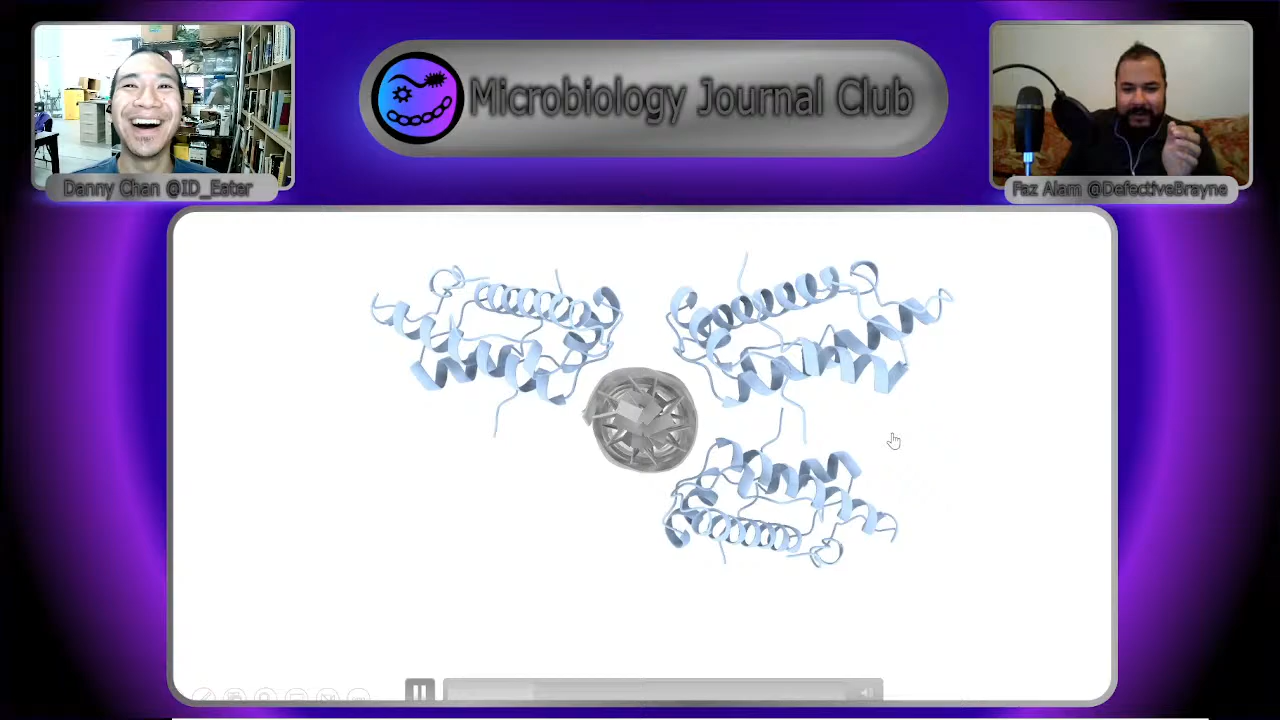 Microbiology Journal Club
Danny Chan @ID_Eater
Faz Alam @DefectiveBrayne